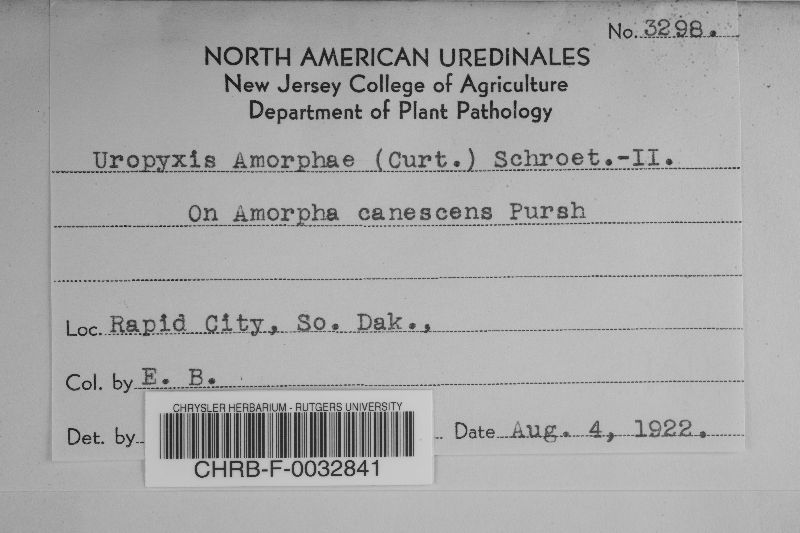 No. 3298.
NORTH AMERICAN UREDINALES
New Jersey College of Agriculture
Department of Plant Pathology
Uropyxis Amorphae (Curt.) Schroet.-II.
On Amorpha canescens Pursh
Loc. Rapid City, So. Dak.,
Col. by E. B.
Det. by Date Aug. 4, 1922.
CHRYSLER HERBARIUM - RUTGERS UNIVERSITY
CHRB-F-0032841